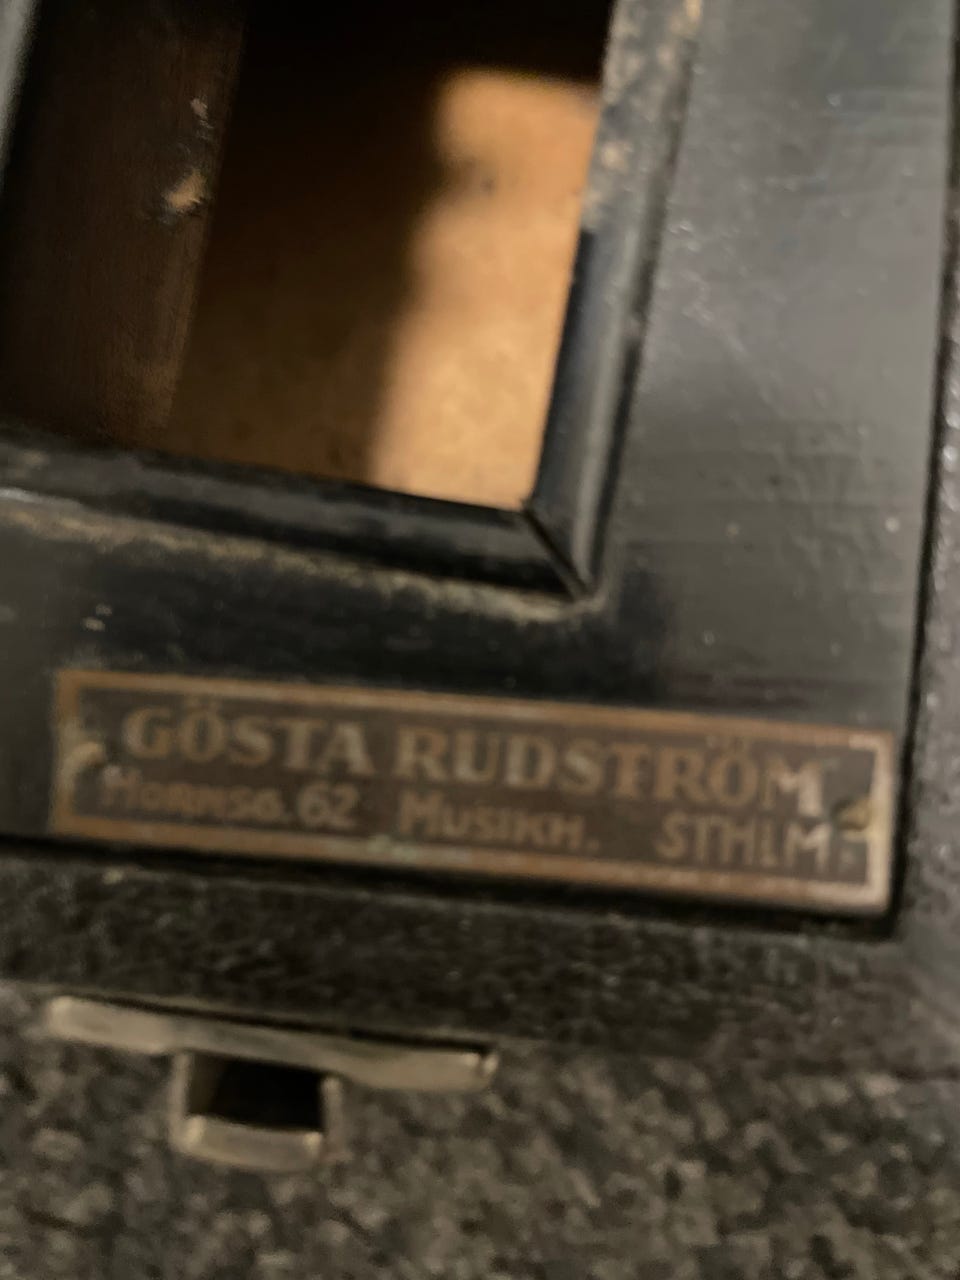 GÖSTA RUDSTRÖM
HORNSG. 62 MUSIKH. STHLM.